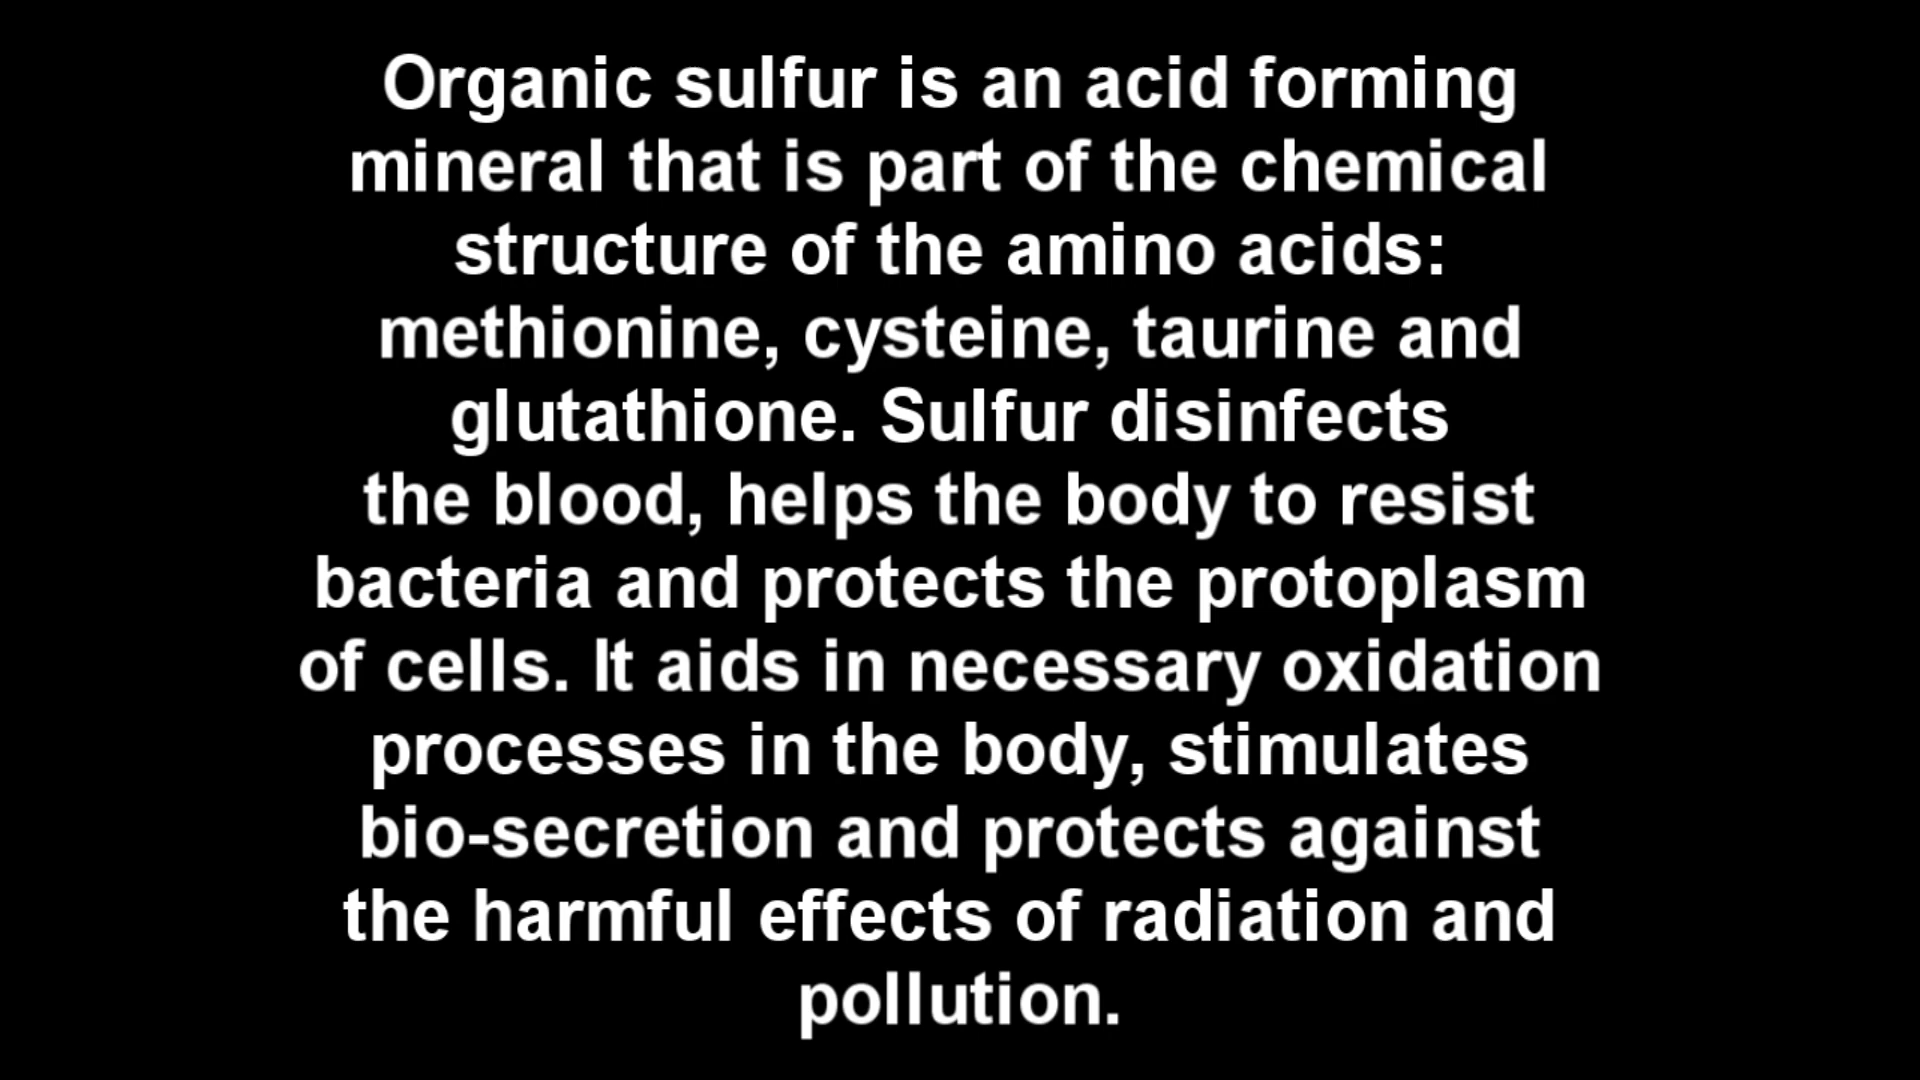 Organic sulfur is an acid forming
mineral that is part of the chemical
structure of the amino acids:
methionine, cysteine, taurine and
glutathione. Sulfur disinfects
the blood, helps the body to resist
bacteria and protects the protoplasm
of cells. It aids in necessary oxidation
processes in the body, stimulates
bio-secretion and protects against
the harmful effects of radiation and
pollution.